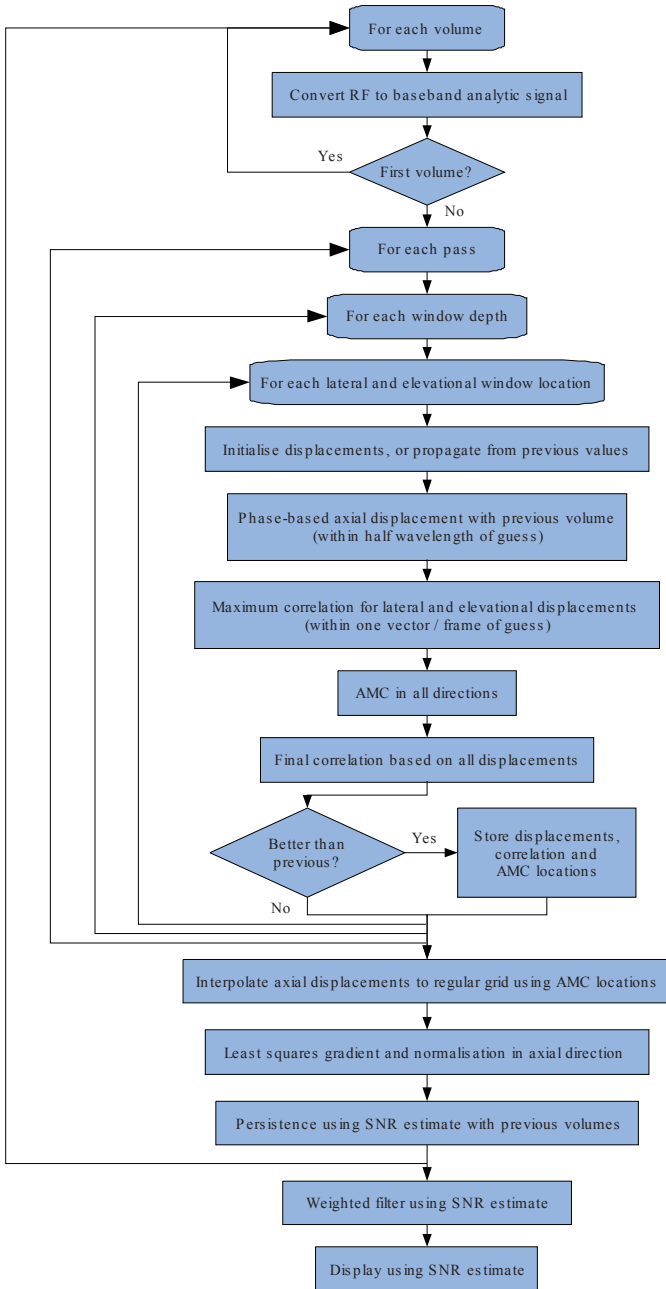 For each volume
Convert RF to baseband analytic signal
Yes
First volume?
No
For each pass
For each window depth
For each lateral and elevational window location
Initialise displacements, or propagate from previous values
Phase-based axial displacement with previous volume
(within half wavelength of guess)
Maximum correlation for lateral and elevational displacements
(within one vector / frame of guess)
AMC in all directions
Final correlation based on all displacements
Better than
previous?
Yes
Store displacements,
correlation and
AMC locations
No
Interpolate axial displacements to regular grid using AMC locations
Least squares gradient and normalisation in axial direction
Persistence using SNR estimate with previous volumes
Weighted filter using SNR estimate
Display using SNR estimate